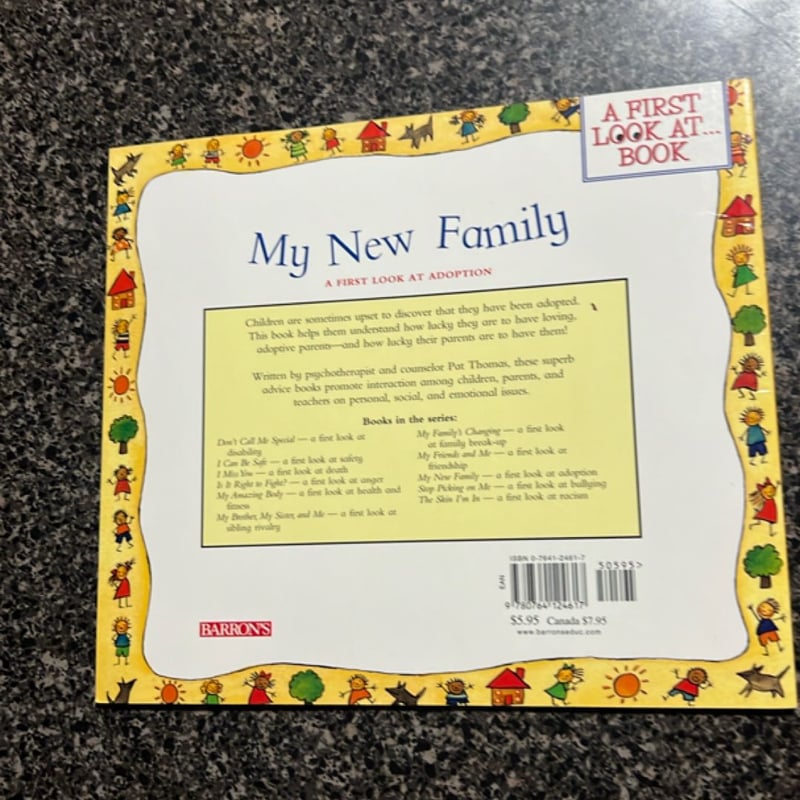 A FIRST
LOOK AT...
BOOK
My New Family
A FIRST LOOK AT ADOPTION
Children are sometimes upset to discover that they have been adopted.
This book helps them understand how lucky they are to have loving,
adoptive parents—and how lucky their parents are to have them!
Written by psychotherapist and counselor Pat Thomas, these superb
advice books promote interaction among children, parents, and
teachers on personal, social, and emotional issues.
Books in the series:
Don't Call Me Special — a first look at
disability
I Can Be Safe — a first look at safety
I Miss You — a first look at death
Is It Right to Fight? — a first look at anger
My Amazing Body — a first look at health and
fitness
My Brother, My Sister, and Me — a first look at
sibling rivalry
My Family's Changing — a first look
at family break-up
My Friends and Me — a first look at
friendship
My New Family — a first look at adoption
Stop Picking on Me — a first look at bullying
The Skin I'm In — a first look at racism
ISBN 0-7641-2461-7
50595>
EAN
9 780764 124617
$5.95 Canada $7.95
www.barronseduc.com
BARRON'S